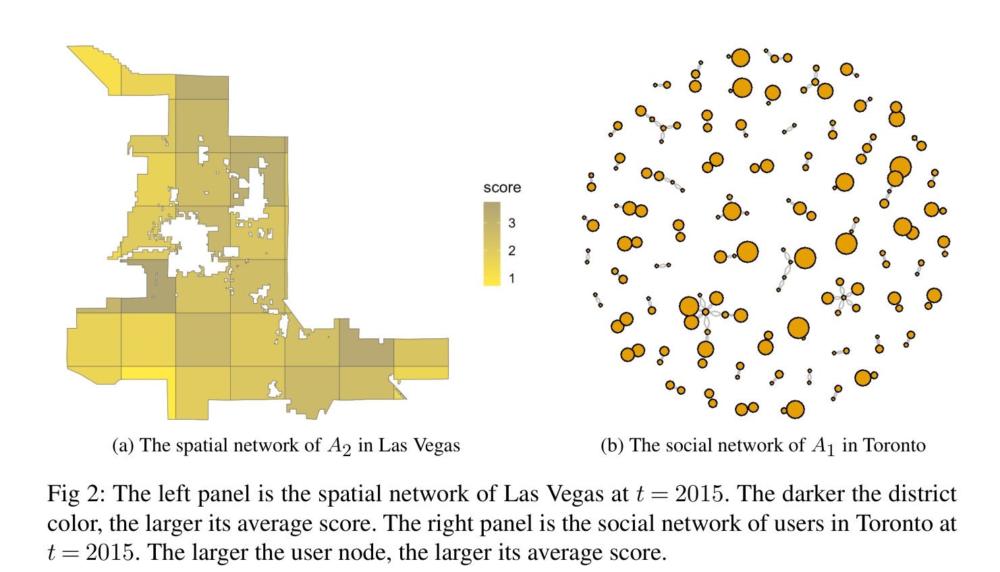 score
3
2
1
(a) The spatial network of A₂ in Las Vegas
(b) The social network of A₁ in Toronto
Fig 2: The left panel is the spatial network of Las Vegas at t = 2015. The darker the district
color, the larger its average score. The right panel is the social network of users in Toronto at
t = 2015. The larger the user node, the larger its average score.